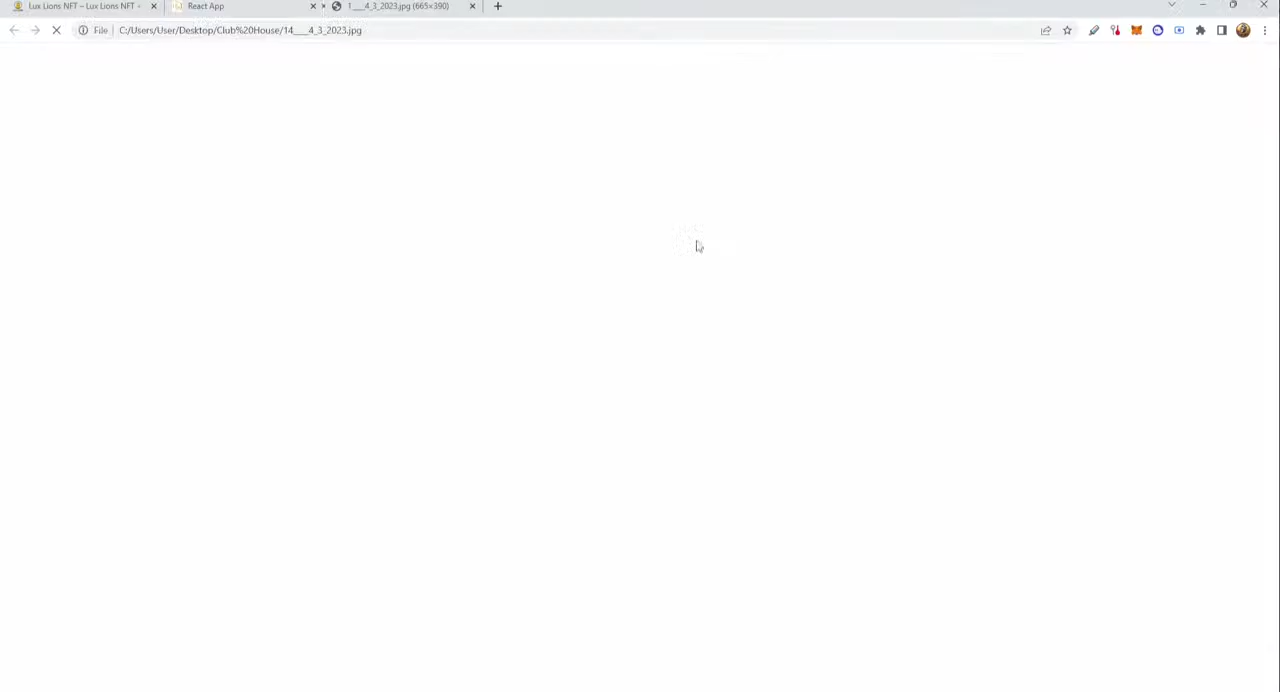 Lux Lions NFT – Lux Lions NFT -
React App
1___4_3_2023.jpg (665×390)
File
C:/Users/User/Desktop/Club%20House/14___4_3_2023.jpg